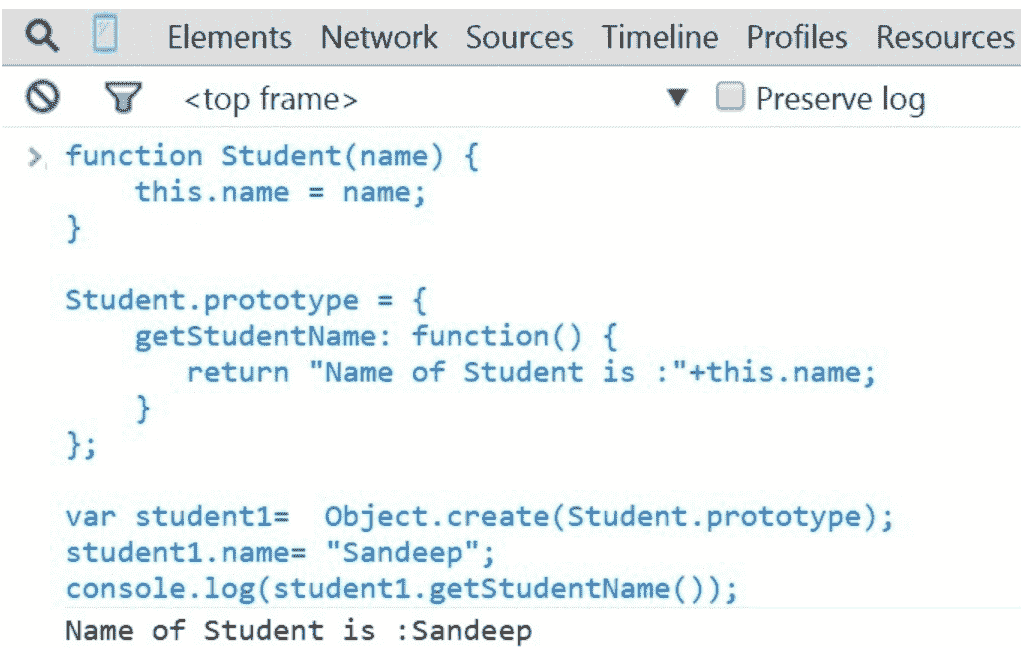 Elements Network Sources Timeline Profiles Resources
<top frame> ▼ Preserve log
> function Student(name) {
    this.name = name;
}

Student.prototype = {
    getStudentName: function() {
       return "Name of Student is :"+this.name;
    }
};

var student1=  Object.create(Student.prototype);
student1.name= "Sandeep";
console.log(student1.getStudentName());
Name of Student is :Sandeep